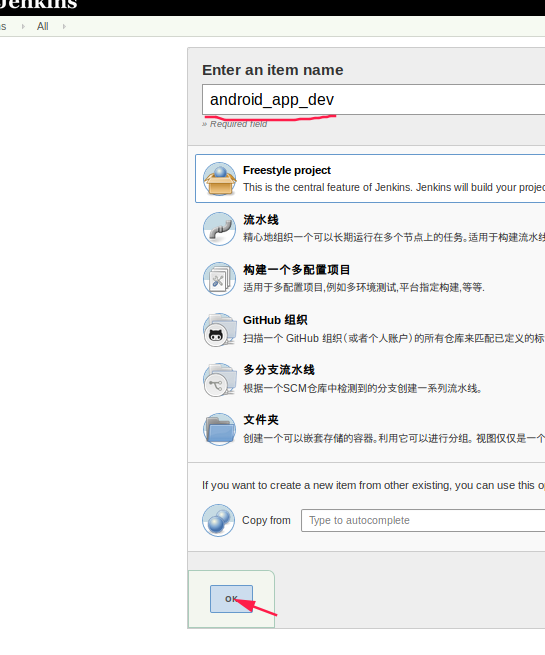 Jenkins
All
Enter an item name
android_app_dev
» Required field
Freestyle project
This is the central feature of Jenkins. Jenkins will build your
流水线
精心地组织一个可以长期运行在多个节点上的任务。适用于构建流水线
构建一个多配置项目
适用于多配置项目,例如多环境测试,平台指定构建,等等.
GitHub 组织
扫描一个 GitHub 组织(或者个人账户)的所有仓库来匹配已定义的标
多分支流水线
根据一个SCM仓库中检测到的分支创建一系列流水线。
文件夹
创建一个可以嵌套存储的容器。利用它可以进行分组。 视图仅仅是一个
If you want to create a new item from other existing, you can use this
Copy from
Type to autocomplete
OK